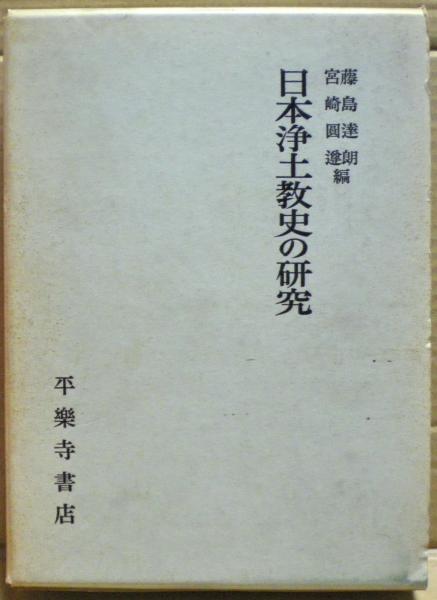 藤島達朗
宮崎圓遵編
日本浄土教史の研究
平樂寺書店